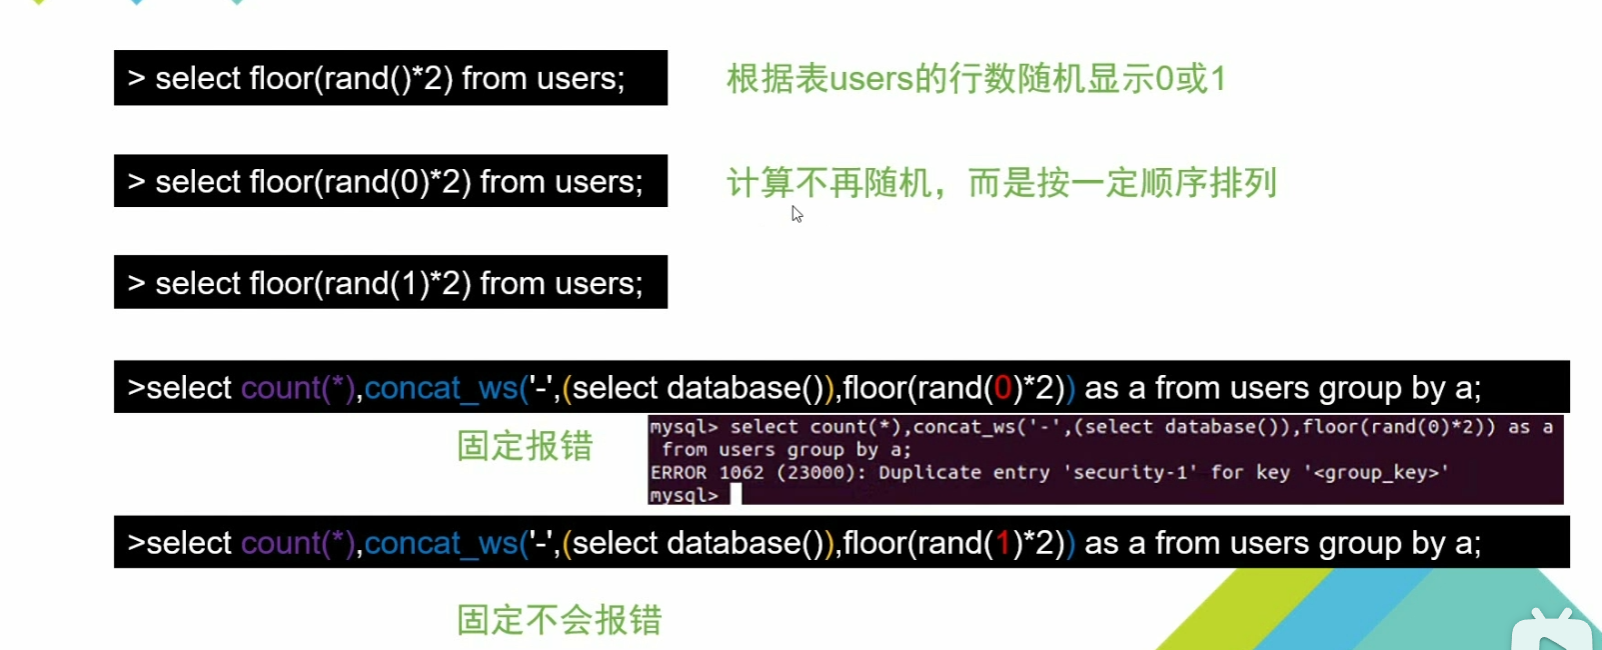 > select floor(rand()*2) from users;
根据表users的行数随机显示0或1
> select floor(rand(0)*2) from users;
计算不再随机，而是按一定顺序排列
> select floor(rand(1)*2) from users;
>select count(*),concat_ws('-',(select database()),floor(rand(0)*2)) as a from users group by a;
固定报错
mysql> select count(*),concat_ws('-',(select database()),floor(rand(0)*2)) as a
from users group by a;
ERROR 1062 (23000): Duplicate entry 'security-1' for key '<group_key>'
mysql>
>select count(*),concat_ws('-',(select database()),floor(rand(1)*2)) as a from users group by a;
固定不会报错